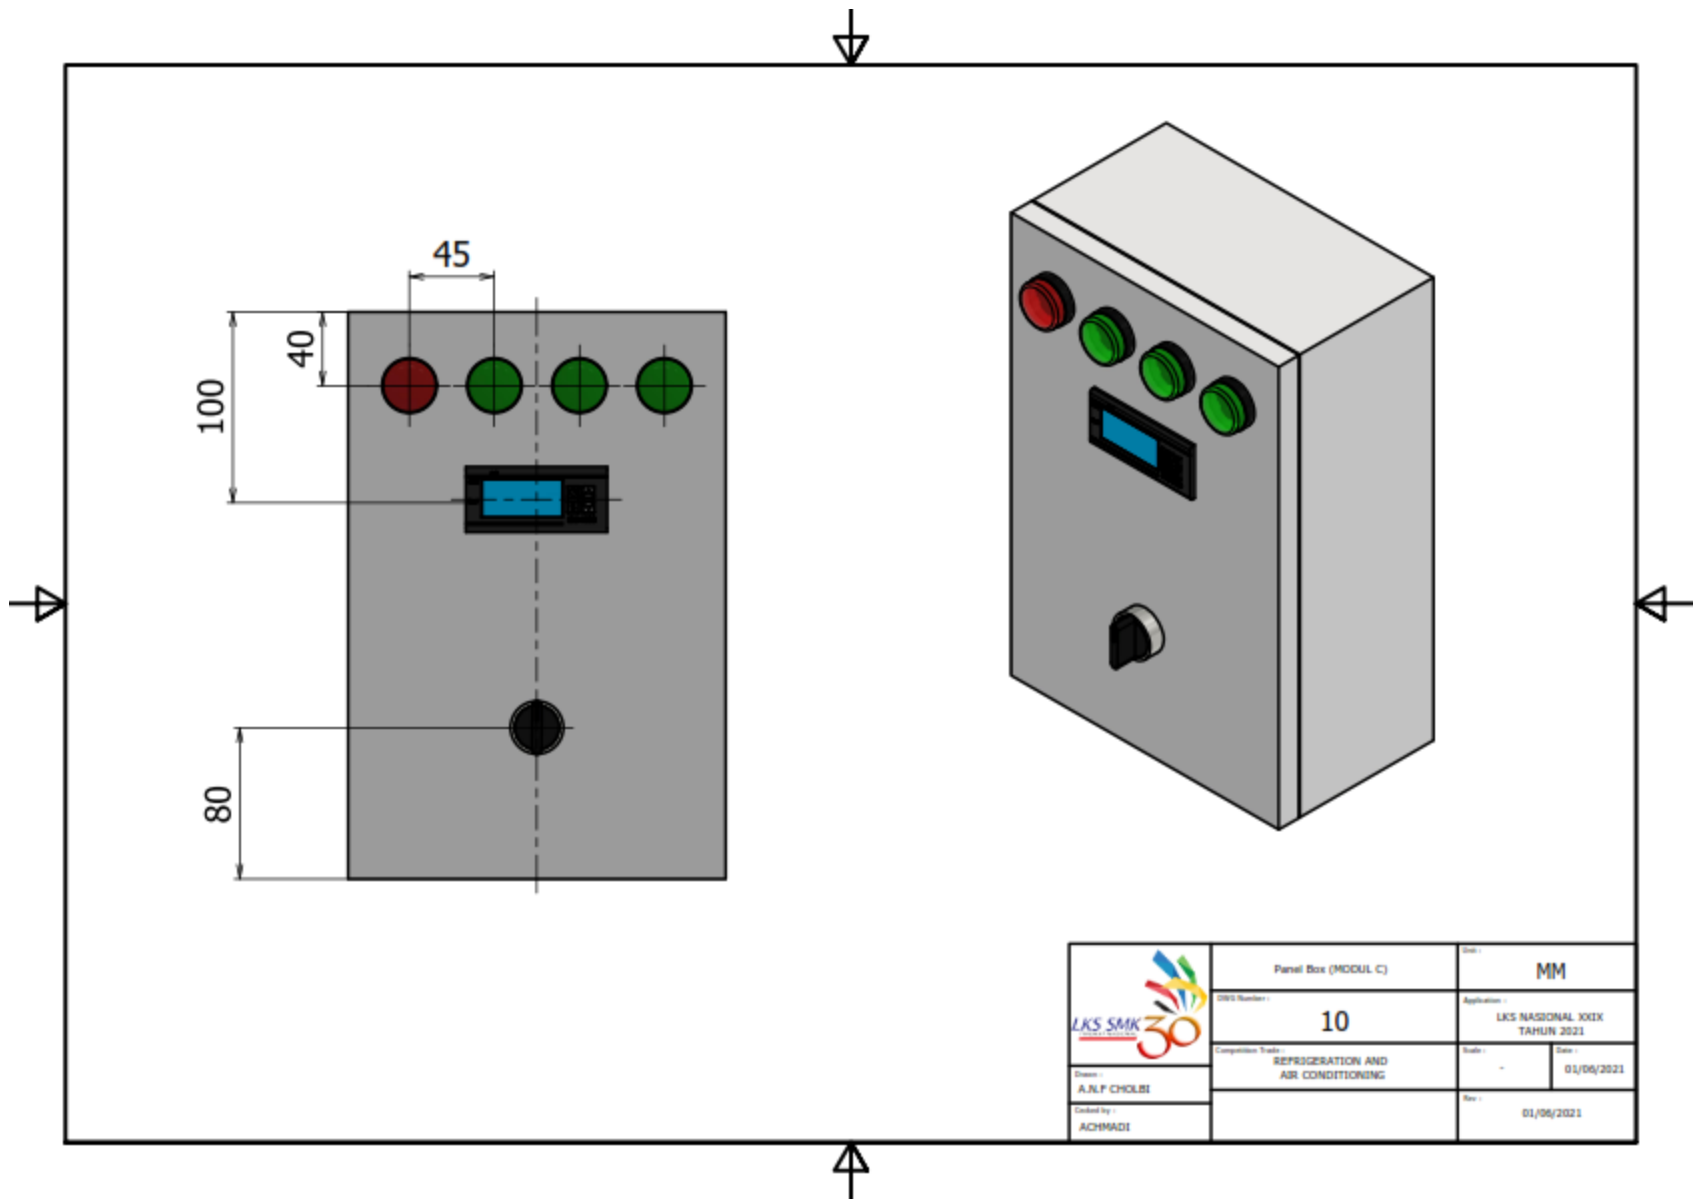 45
40
100
80
LKS SMK
30
Drawn :
A.N.F CHOLBI
Cecked by :
ACHMADI
Panel Box (MODUL C)
DWG Number :
10
Competition Trade :
REFRIGERATION AND
AIR CONDITIONING
Unit :
MM
Application :
LKS NASIONAL XXIX
TAHUN 2021
Scale :
-
Date :
01/06/2021
Rev :
01/06/2021